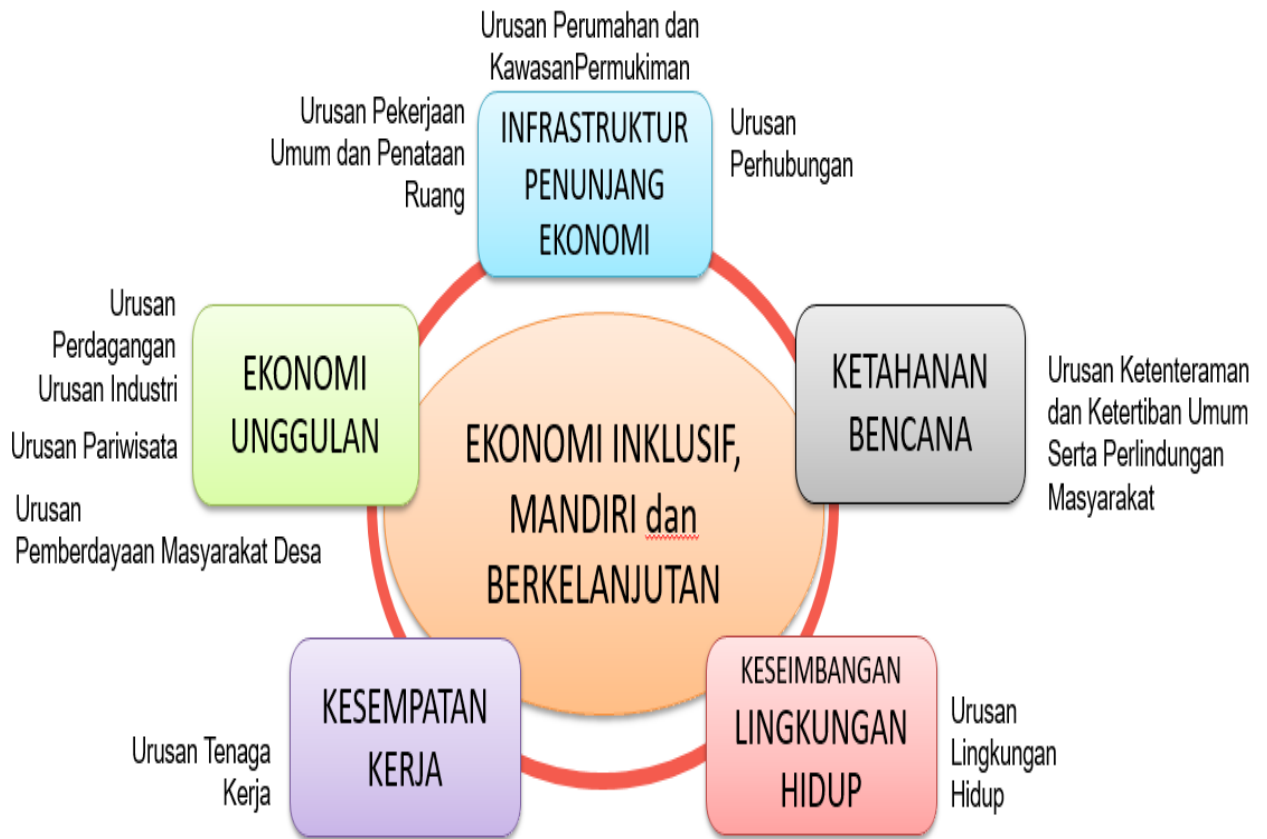 Urusan Perumahan dan
KawasanPermukiman
Urusan Pekerjaan
Umum dan Penataan
Ruang
INFRASTRUKTUR
PENUNJANG
EKONOMI
Urusan
Perhubungan
Urusan
Perdagangan
Urusan Industri
Urusan Pariwisata
Urusan
Pemberdayaan Masyarakat Desa
EKONOMI
UNGGULAN
EKONOMI INKLUSIF,
MANDIRI dan
BERKELANJUTAN
KETAHANAN
BENCANA
Urusan Ketenteraman
dan Ketertiban Umum
Serta Perlindungan
Masyarakat
Urusan Tenaga
Kerja
KESEMPATAN
KERJA
KESEIMBANGAN
LINGKUNGAN
HIDUP
Urusan
Lingkungan
Hidup